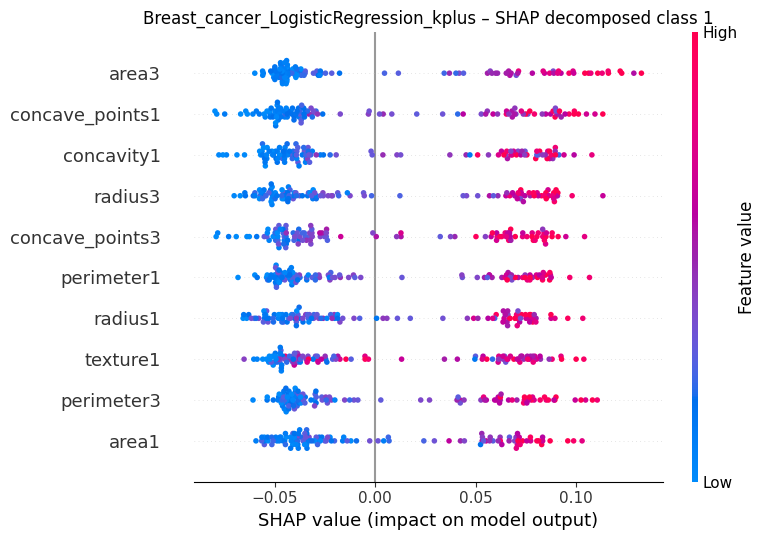 Breast_cancer_LogisticRegression_kplus – SHAP decomposed class 1
High
area3
concave_points1
concavity1
radius3
concave_points3
perimeter1
radius1
texture1
perimeter3
area1
Feature value
Low
−0.05 0.00 0.05 0.10
SHAP value (impact on model output)